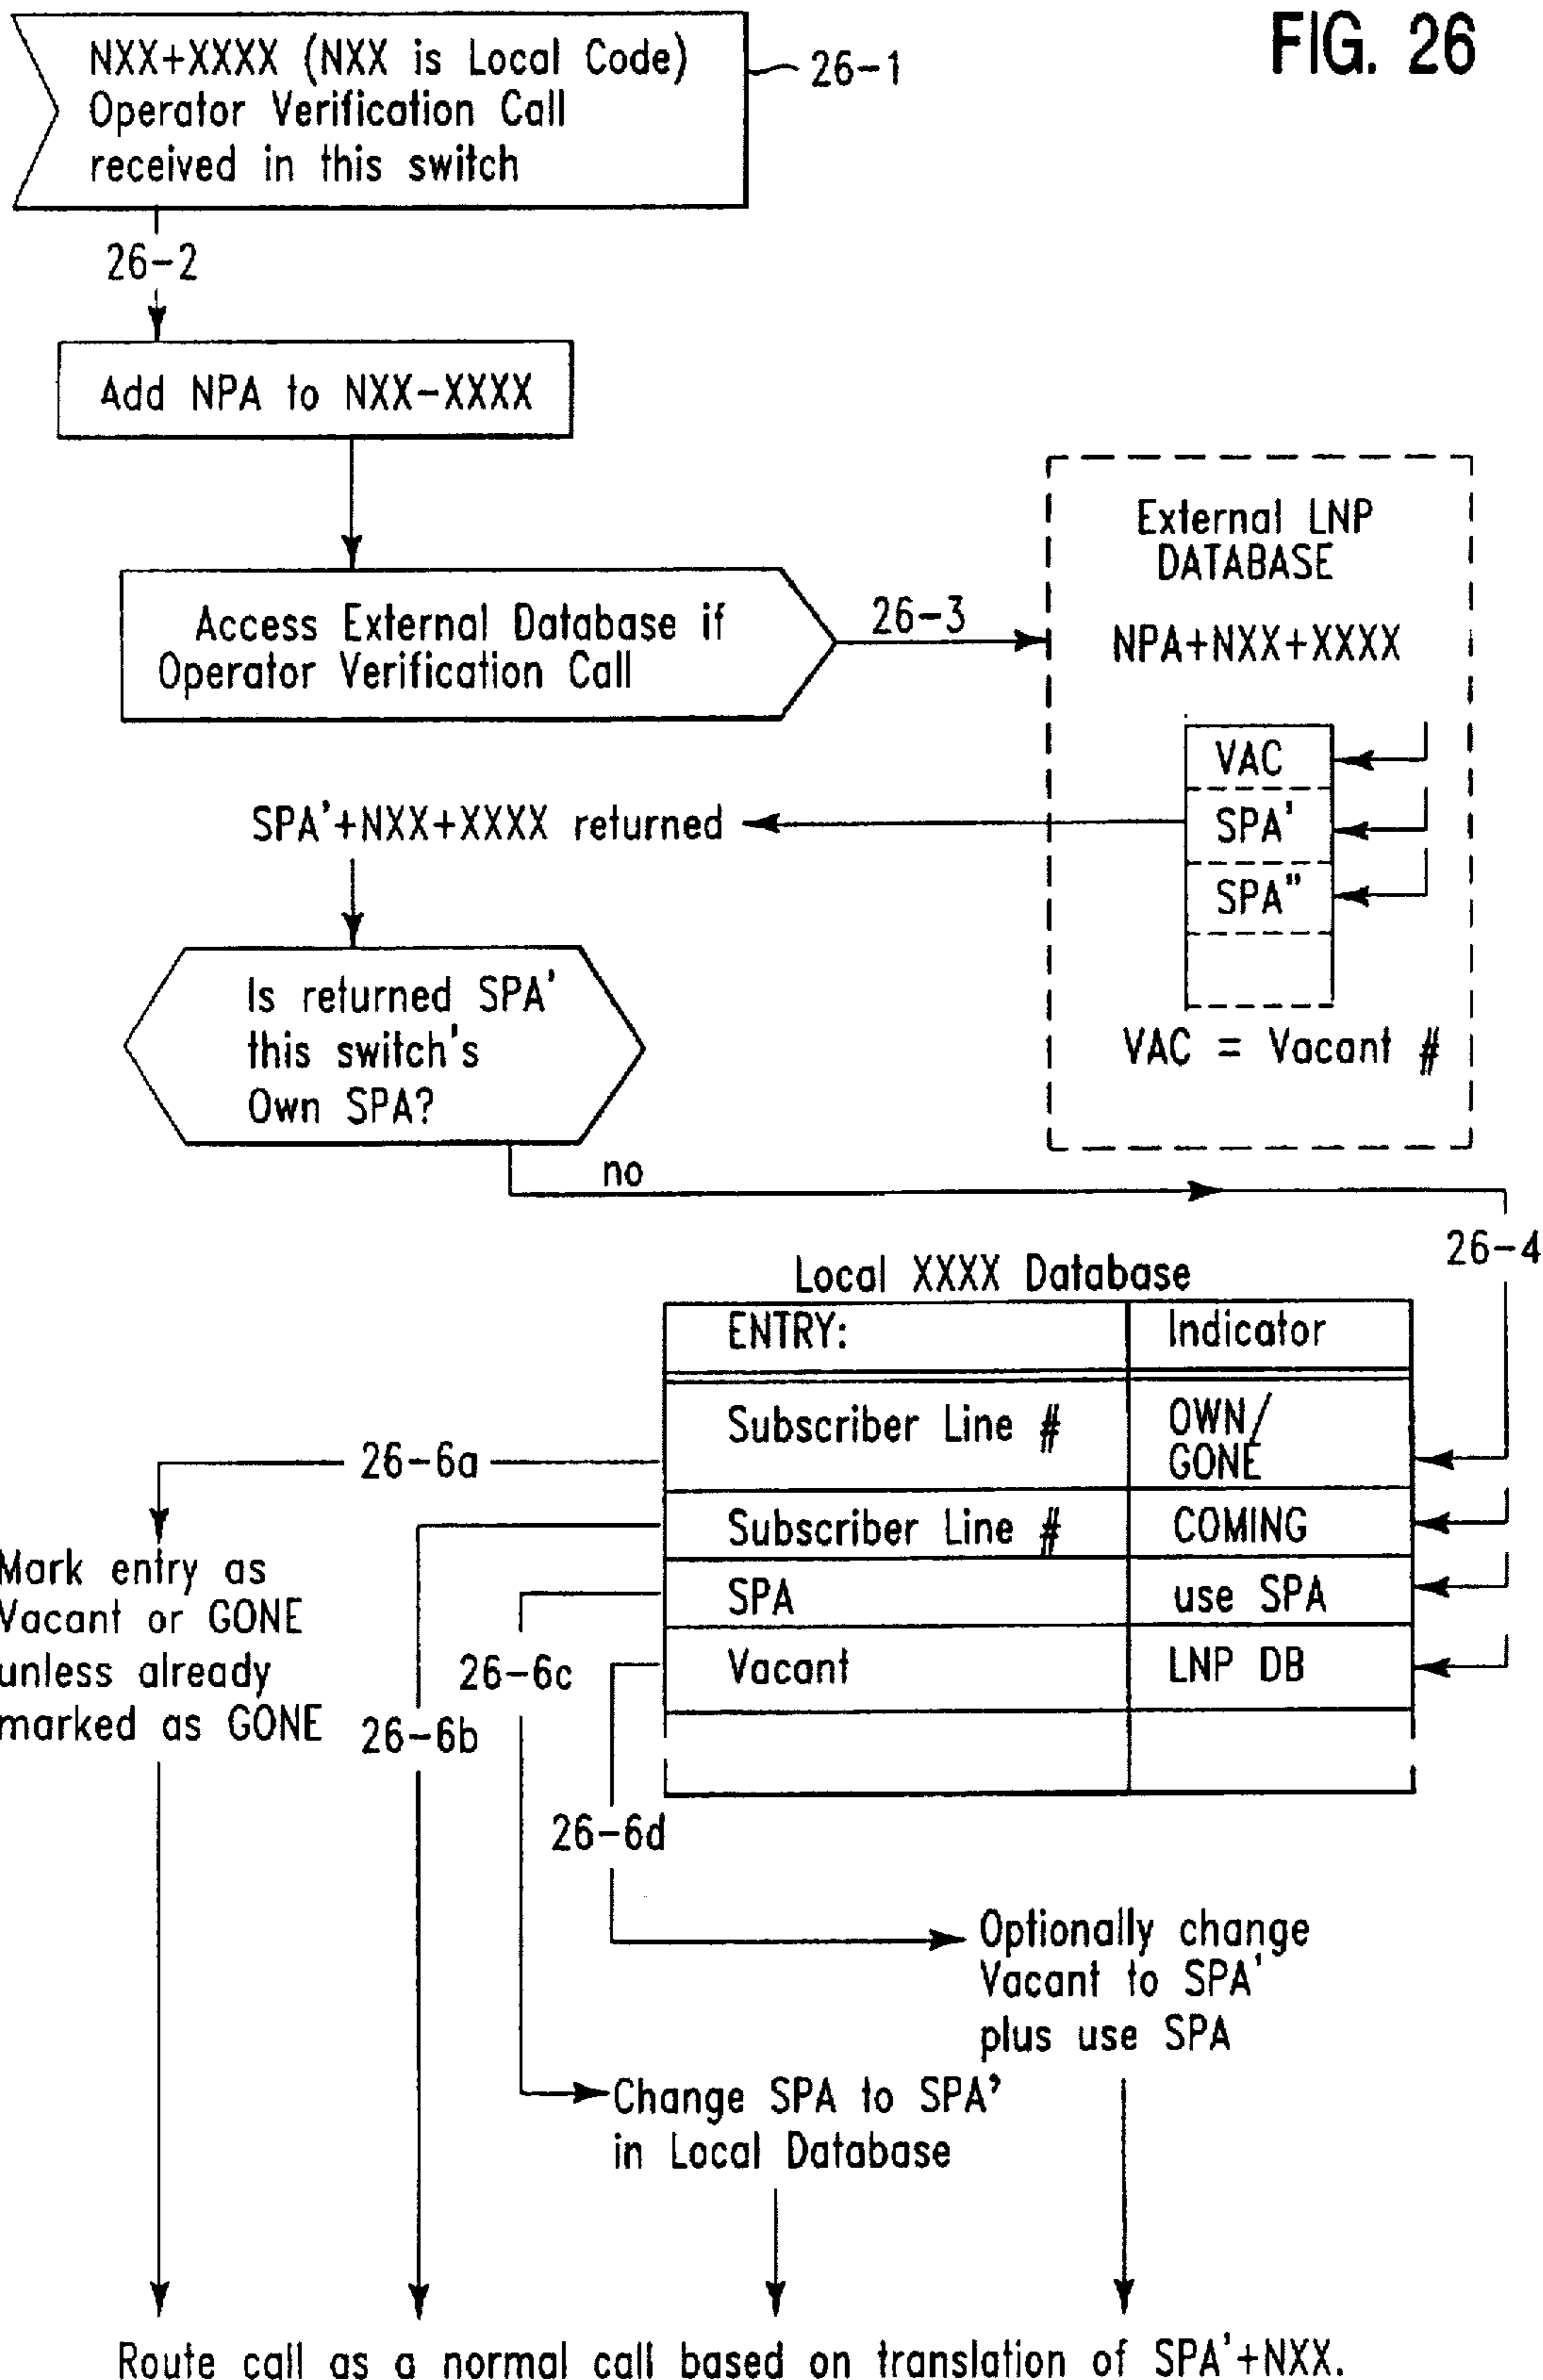 FIG. 26
NXX+XXXX (NXX is Local Code)
Operator Verification Call
received in this switch
26-1
26-2
Add NPA to NXX-XXXX
Access External Database if
Operator Verification Call
26-3
External LNP
DATABASE
NPA+NXX+XXXX
VAC
SPA'
SPA"
VAC = Vacant #
SPA'+NXX+XXXX returned
Is returned SPA'
this switch's
Own SPA?
no
26-4
Local XXXX Database
ENTRY: Indicator
Subscriber Line # OWN/
GONE
Subscriber Line # COMING
SPA use SPA
Vacant LNP DB
26-6a
Mark entry as
Vacant or GONE
unless already
marked as GONE
26-6b
26-6c
26-6d
Optionally change
Vacant to SPA'
plus use SPA
Change SPA to SPA'
in Local Database
Route call as a normal call based on translation of SPA'+NXX.